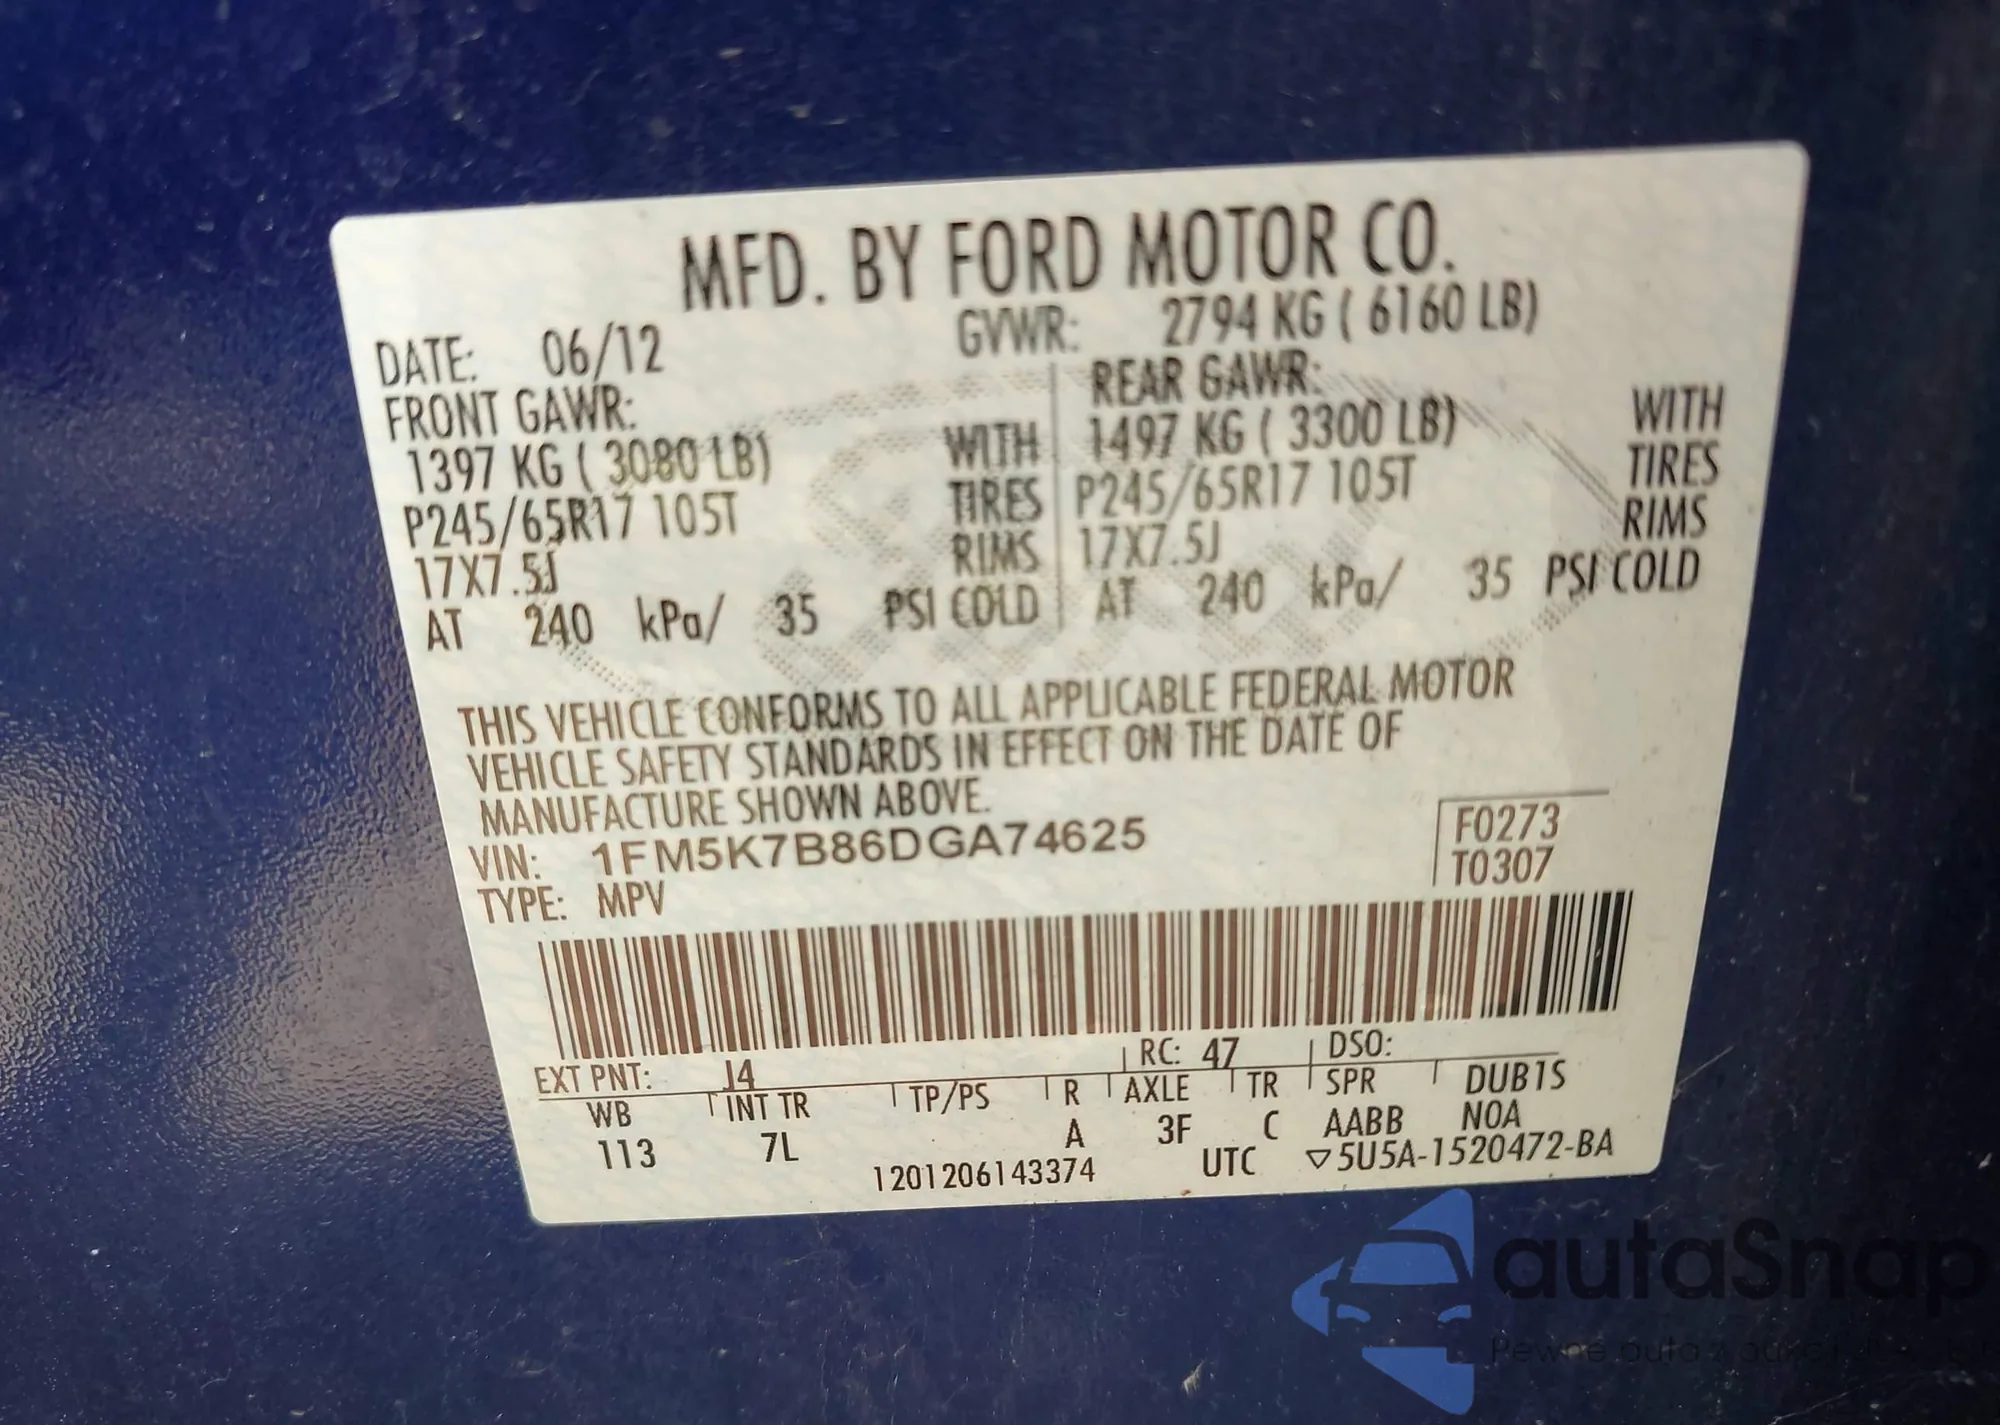 MFD. BY FORD MOTOR CO.
DATE: 06/12 GVWR: 2794 KG ( 6160 LB)
FRONT GAWR: REAR GAWR:
1397 KG ( 3080 LB) WITH 1497 KG ( 3300 LB) WITH
P245/65R17 105T TIRES P245/65R17 105T TIRES
17X7.5J RIMS 17X7.5J RIMS
AT 240 kPa/ 35 PSI COLD AT 240 kPa/ 35 PSI COLD
THIS VEHICLE CONFORMS TO ALL APPLICABLE FEDERAL MOTOR
VEHICLE SAFETY STANDARDS IN EFFECT ON THE DATE OF
MANUFACTURE SHOWN ABOVE.
VIN: 1FM5K7B86DGA74625 F0273
TYPE: MPV T0307
EXT PNT: J4 RC: 47 DSO:
WB INT TR TP/PS R AXLE TR SPR DUB1S
113 7L A 3F C AABB NOA
1201206143374 UTC ▽5U5A-1520472-BA
autaSnap
Pewne auta z